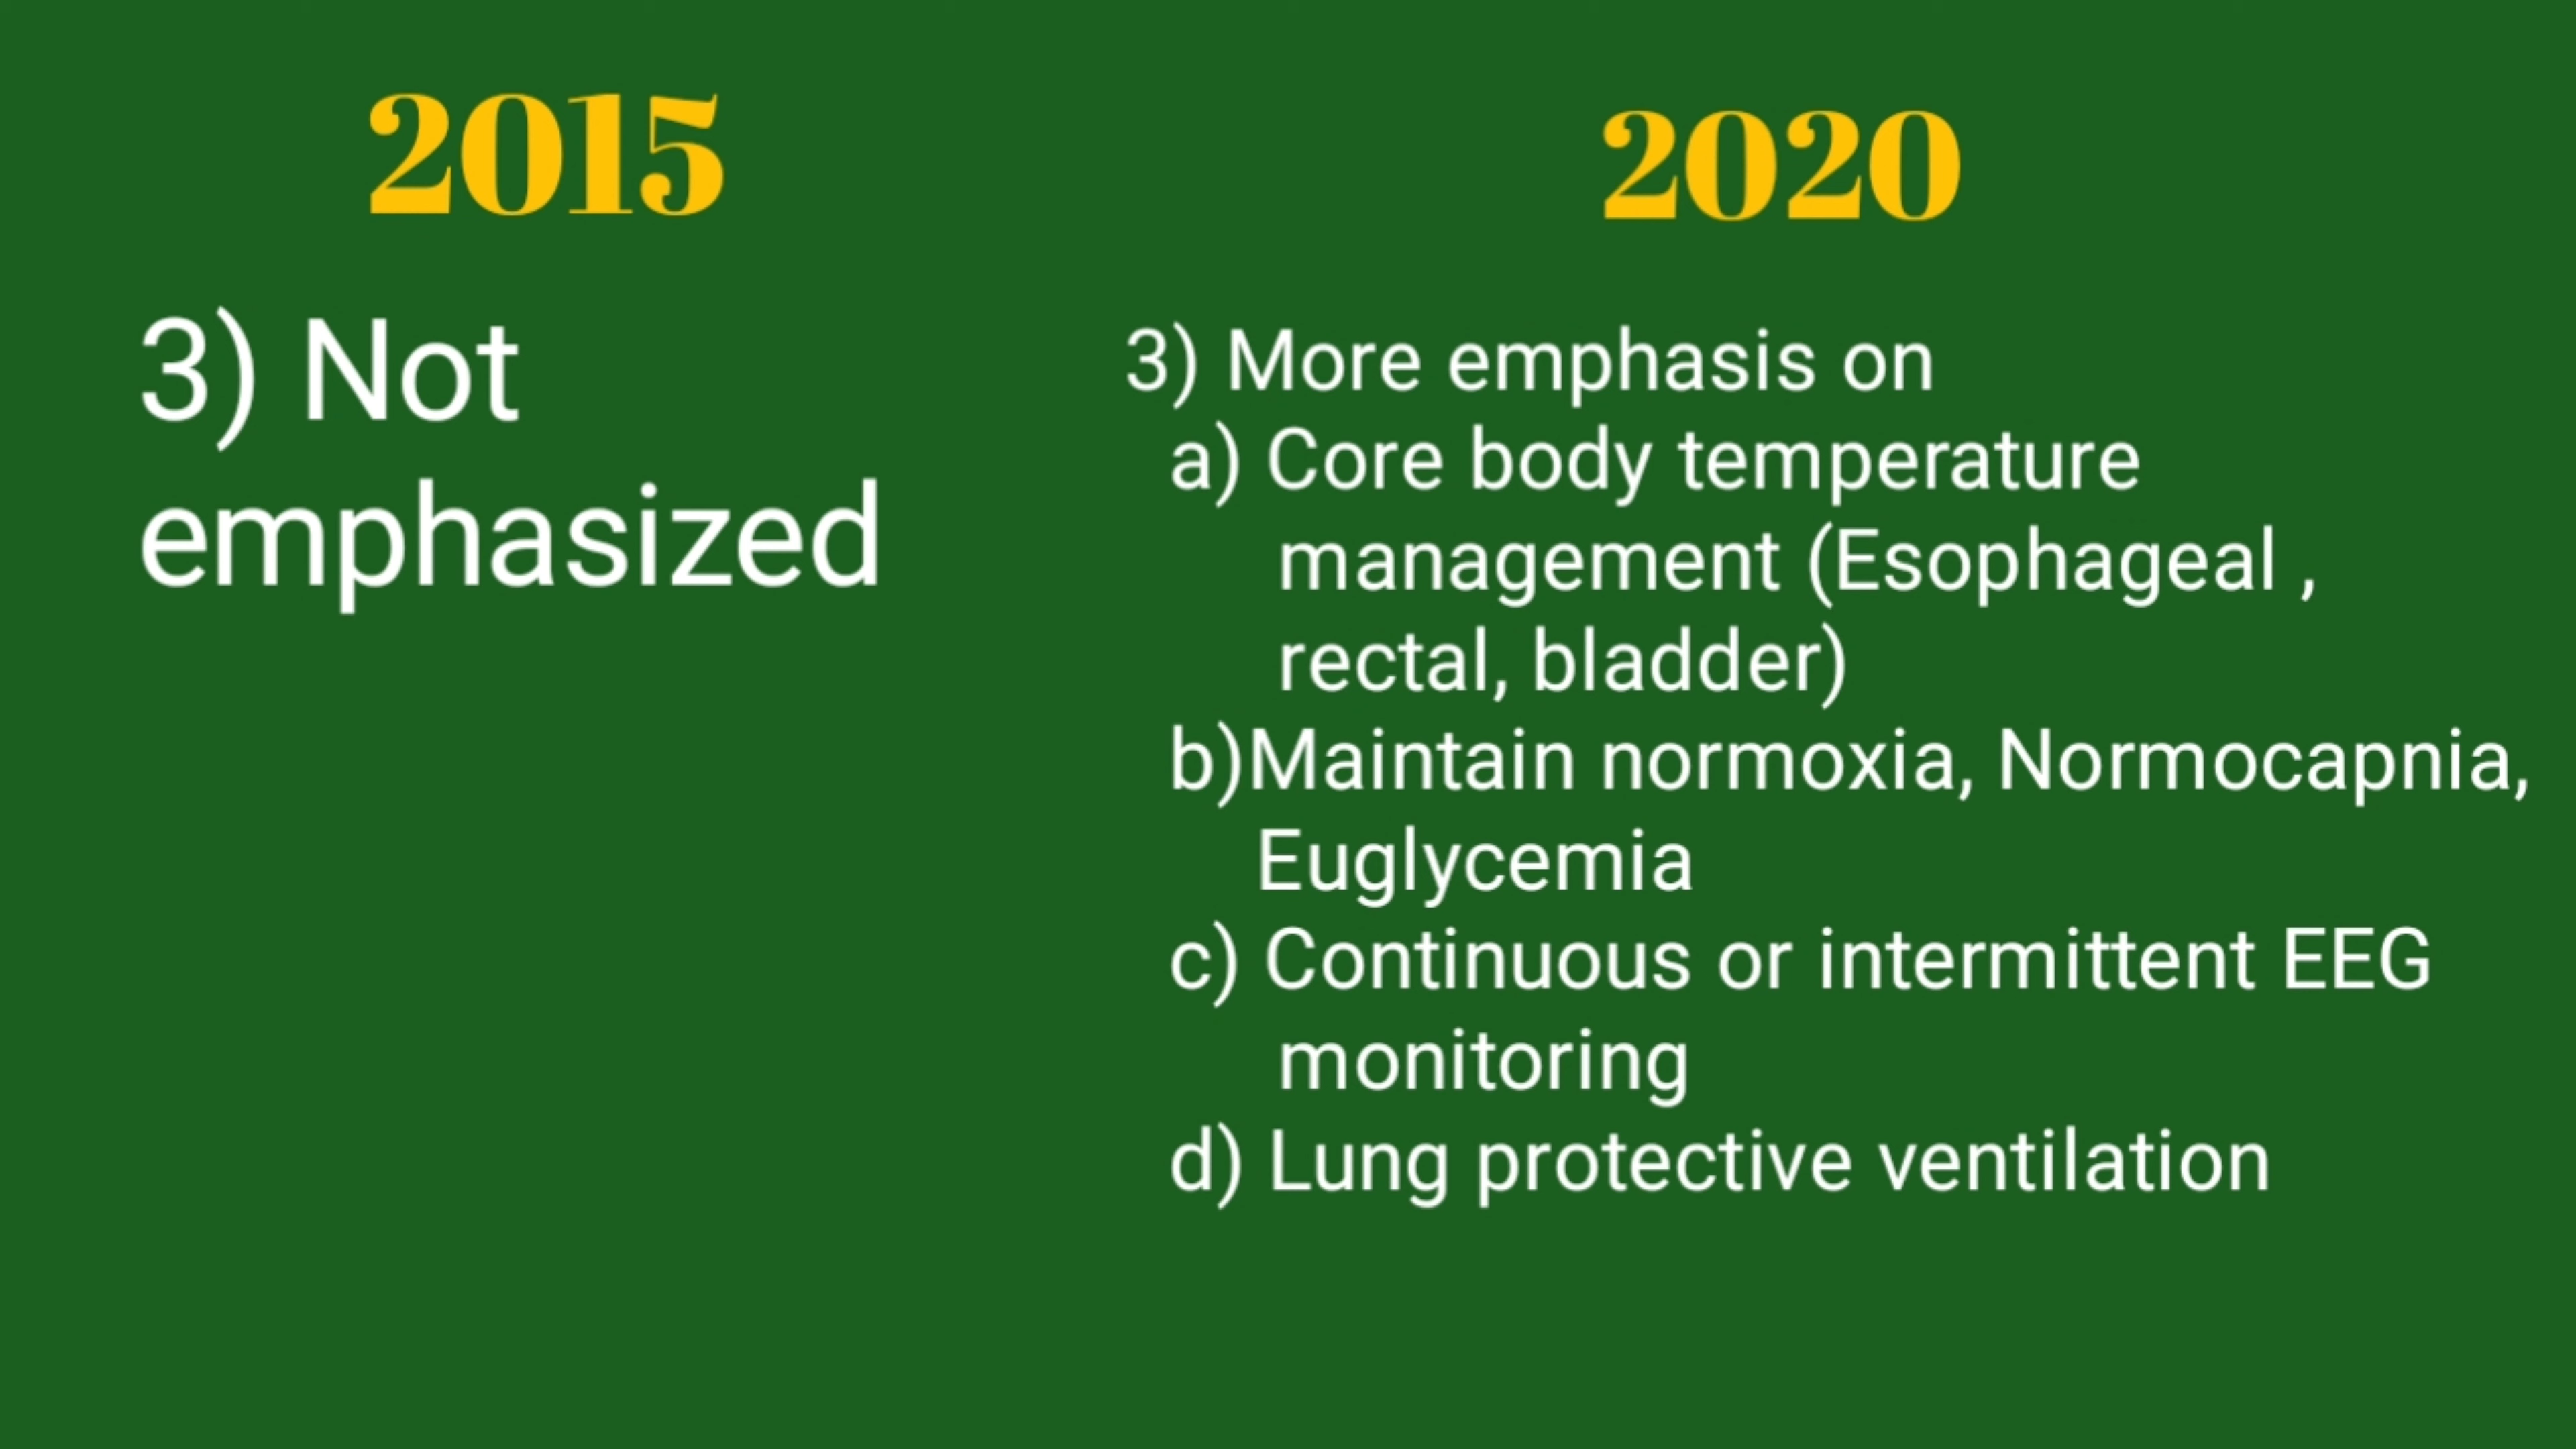 2015
3) Not
emphasized
2020
3) More emphasis on
a) Core body temperature
management (Esophageal ,
rectal, bladder)
b)Maintain normoxia, Normocapnia,
Euglycemia
c) Continuous or intermittent EEG
monitoring
d) Lung protective ventilation